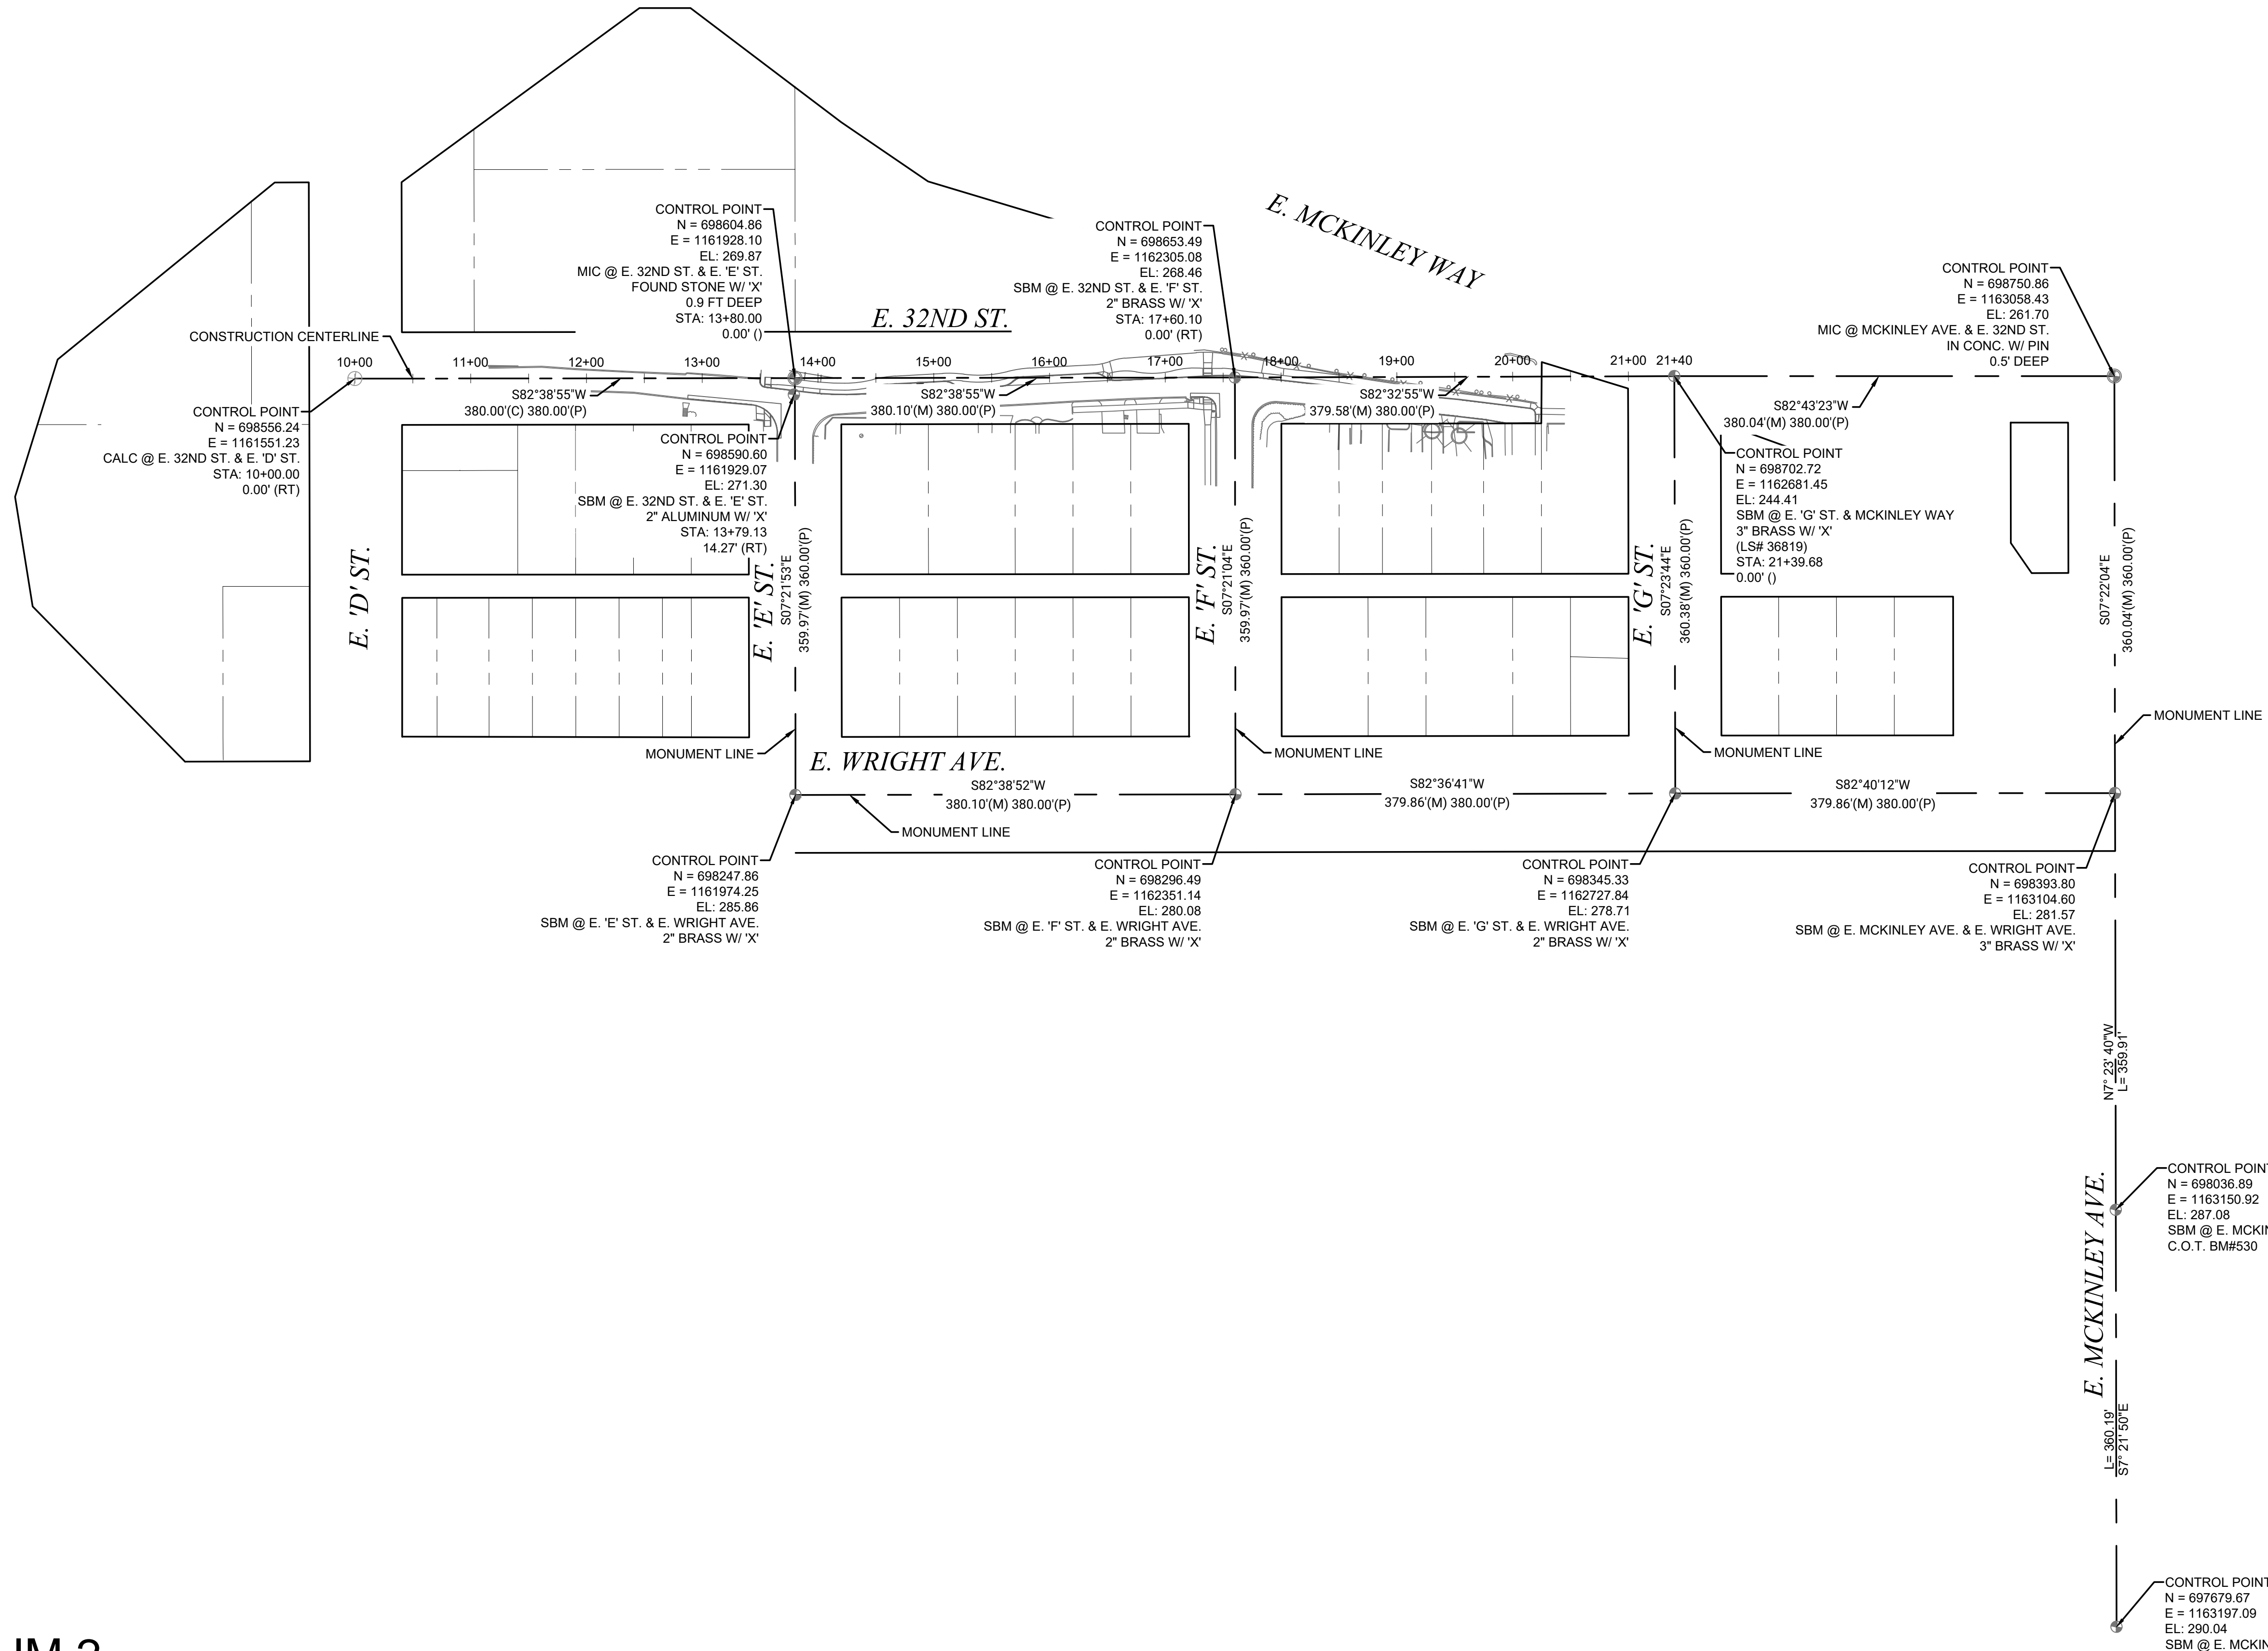 E. MCKINLEY WAY
CONTROL POINT
N = 698604.86
E = 1161928.10
EL: 269.87
MIC @ E. 32ND ST. & E. 'E' ST.
FOUND STONE W/ 'X'
0.9 FT DEEP
STA: 13+80.00
0.00' ()
CONTROL POINT
N = 698653.49
E = 1162305.08
EL: 268.46
SBM @ E. 32ND ST. & E. 'F' ST.
2" BRASS W/ 'X'
STA: 17+60.10
0.00' (RT)
CONTROL POINT
N = 698750.86
E = 1163058.43
EL: 261.70
MIC @ MCKINLEY AVE. & E. 32ND ST.
IN CONC. W/ PIN
0.5' DEEP
E. 32ND ST.
CONSTRUCTION CENTERLINE
10+00 11+00 12+00 13+00 14+00 15+00 16+00 17+00 18+00 19+00 20+00 21+00 21+40
S82°38'55"W
380.00'(C) 380.00'(P)
S82°38'55"W
380.10'(M) 380.00'(P)
S82°32'55"W
379.58'(M) 380.00'(P)
S82°43'23"W
380.04'(M) 380.00'(P)
CONTROL POINT
N = 698556.24
E = 1161551.23
CALC @ E. 32ND ST. & E. 'D' ST.
STA: 10+00.00
0.00' (RT)
CONTROL POINT
N = 698590.60
E = 1161929.07
EL: 271.30
SBM @ E. 32ND ST. & E. 'E' ST.
2" ALUMINUM W/ 'X'
STA: 13+79.13
14.27' (RT)
CONTROL POINT
N = 698702.72
E = 1162681.45
EL: 244.41
SBM @ E. 'G' ST. & MCKINLEY WAY
3" BRASS W/ 'X'
(LS# 36819)
STA: 21+39.68
0.00' ()
E. 'D' ST.
E. 'E' ST.
S07°21'53"E
359.97'(M) 360.00'(P)
E. 'F' ST.
S07°21'04"E
359.97'(M) 360.00'(P)
E. 'G' ST.
S07°23'44"E
360.38'(M) 360.00'(P)
S07°22'04"E
360.04'(M) 360.00'(P)
MONUMENT LINE
MONUMENT LINE
MONUMENT LINE
MONUMENT LINE
E. WRIGHT AVE.
S82°38'52"W
380.10'(M) 380.00'(P)
S82°36'41"W
379.86'(M) 380.00'(P)
S82°40'12"W
379.86'(M) 380.00'(P)
MONUMENT LINE
CONTROL POINT
N = 698247.86
E = 1161974.25
EL: 285.86
SBM @ E. 'E' ST. & E. WRIGHT AVE.
2" BRASS W/ 'X'
CONTROL POINT
N = 698296.49
E = 1162351.14
EL: 280.08
SBM @ E. 'F' ST. & E. WRIGHT AVE.
2" BRASS W/ 'X'
CONTROL POINT
N = 698345.33
E = 1162727.84
EL: 278.71
SBM @ E. 'G' ST. & E. WRIGHT AVE.
2" BRASS W/ 'X'
CONTROL POINT
N = 698393.80
E = 1163104.60
EL: 281.57
SBM @ E. MCKINLEY AVE. & E. WRIGHT AVE.
3" BRASS W/ 'X'
N7° 23' 40"W
L= 359.91'
CONTROL POINT
N = 698036.89
E = 1163150.92
EL: 287.08
SBM @ E. MCKIN
C.O.T. BM#530
E. MCKINLEY AVE.
L= 360.19'
S7° 21' 50"E
CONTROL POINT
N = 697679.67
E = 1163197.09
EL: 290.04
SBM @ E. MCKIN